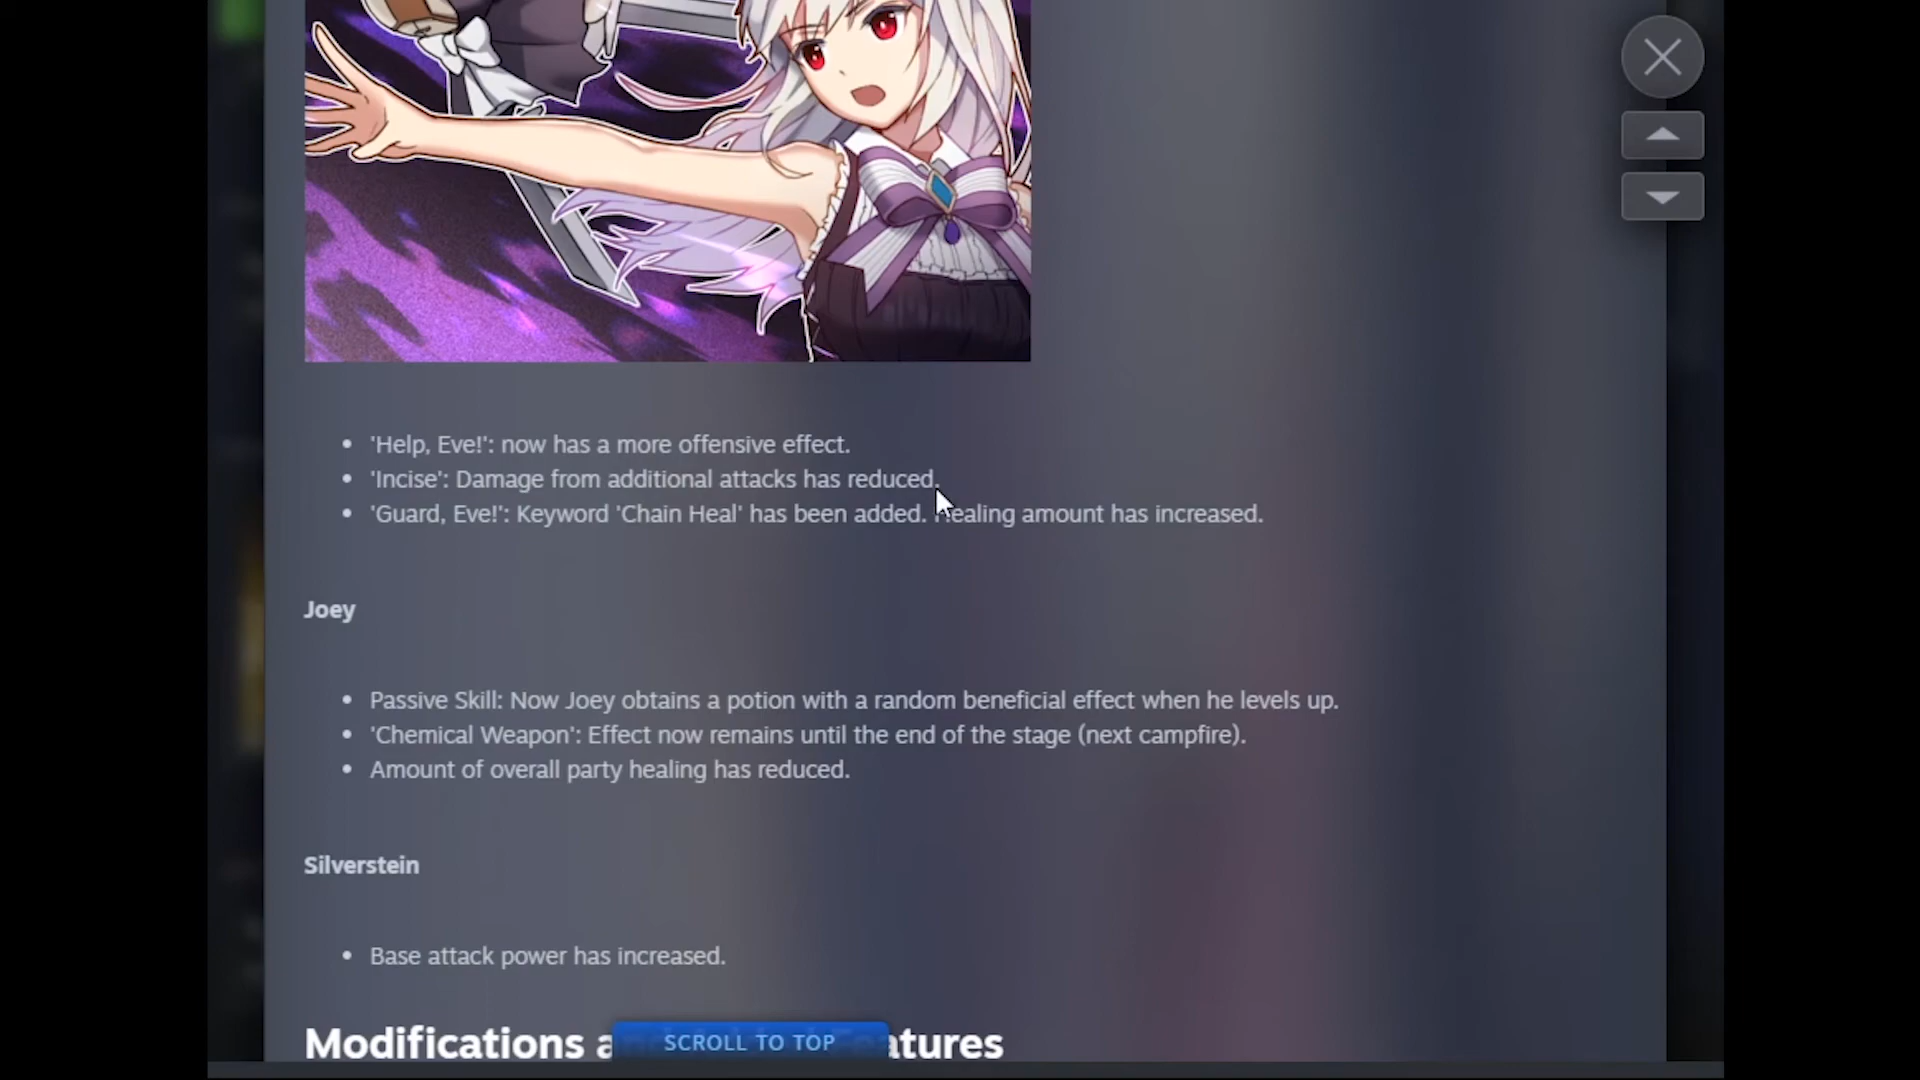 'Help, Eve!': now has a more offensive effect.
'Incise': Damage from additional attacks has reduced.
'Guard, Eve!': Keyword 'Chain Heal' has been added. Healing amount has increased.
Joey
Passive Skill: Now Joey obtains a potion with a random beneficial effect when he levels up.
'Chemical Weapon': Effect now remains until the end of the stage (next campfire).
Amount of overall party healing has reduced.
Silverstein
Base attack power has increased.
Modifications
SCROLL TO TOP